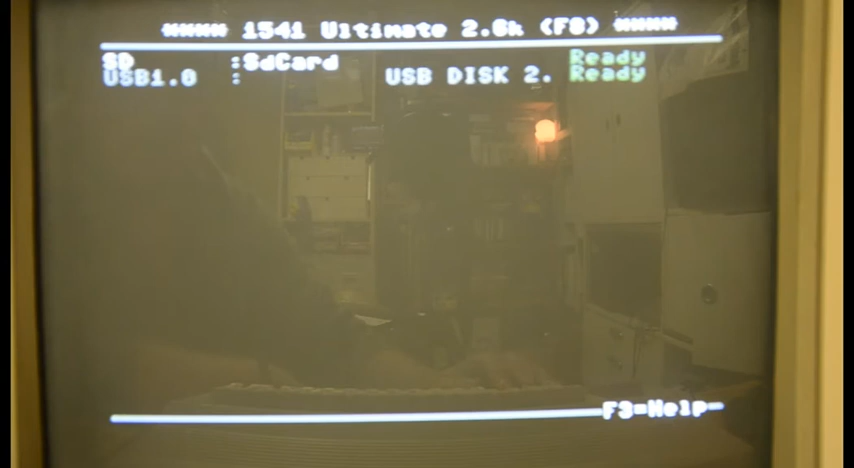 **** 1541 Ultimate 2.6k (F8) ****
SD :SdCard Ready
USB1.0 : USB DISK 2. Ready
F3=Help